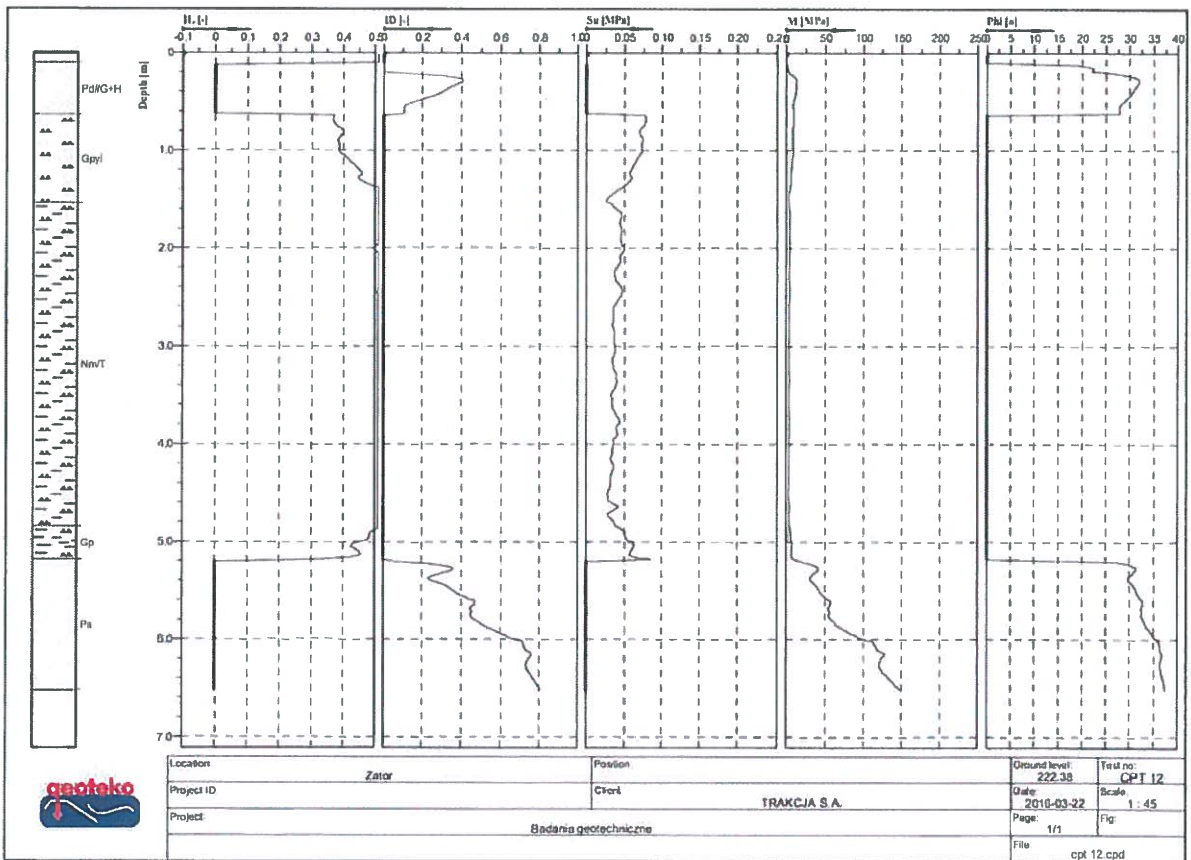 IL [-]
ID [-]
Su [MPa]
M [MPa]
Phi [o]
-0.1 0 0.1 0.2 0.3 0.4 0.5
0.2 0.4 0.6 0.8 1.0
0 0.05 0.10 0.15 0.20
0 50 100 150 200 250
0 5 10 15 20 25 30 35 40
Depth [m]
0
1.0
2.0
3.0
4.0
5.0
6.0
7.0
Pd//G+H
Nm/T
Gp
geoteko
Location
Zator
Position
Ground level:
222.38
Test no:
CPT 12
Project ID
Client
TRAKCJA S.A.
Date:
2010-03-22
Scale
1 : 45
Project:
Badania geotechniczne
Page:
1/1
Fig:
File
cpt 12.cpd